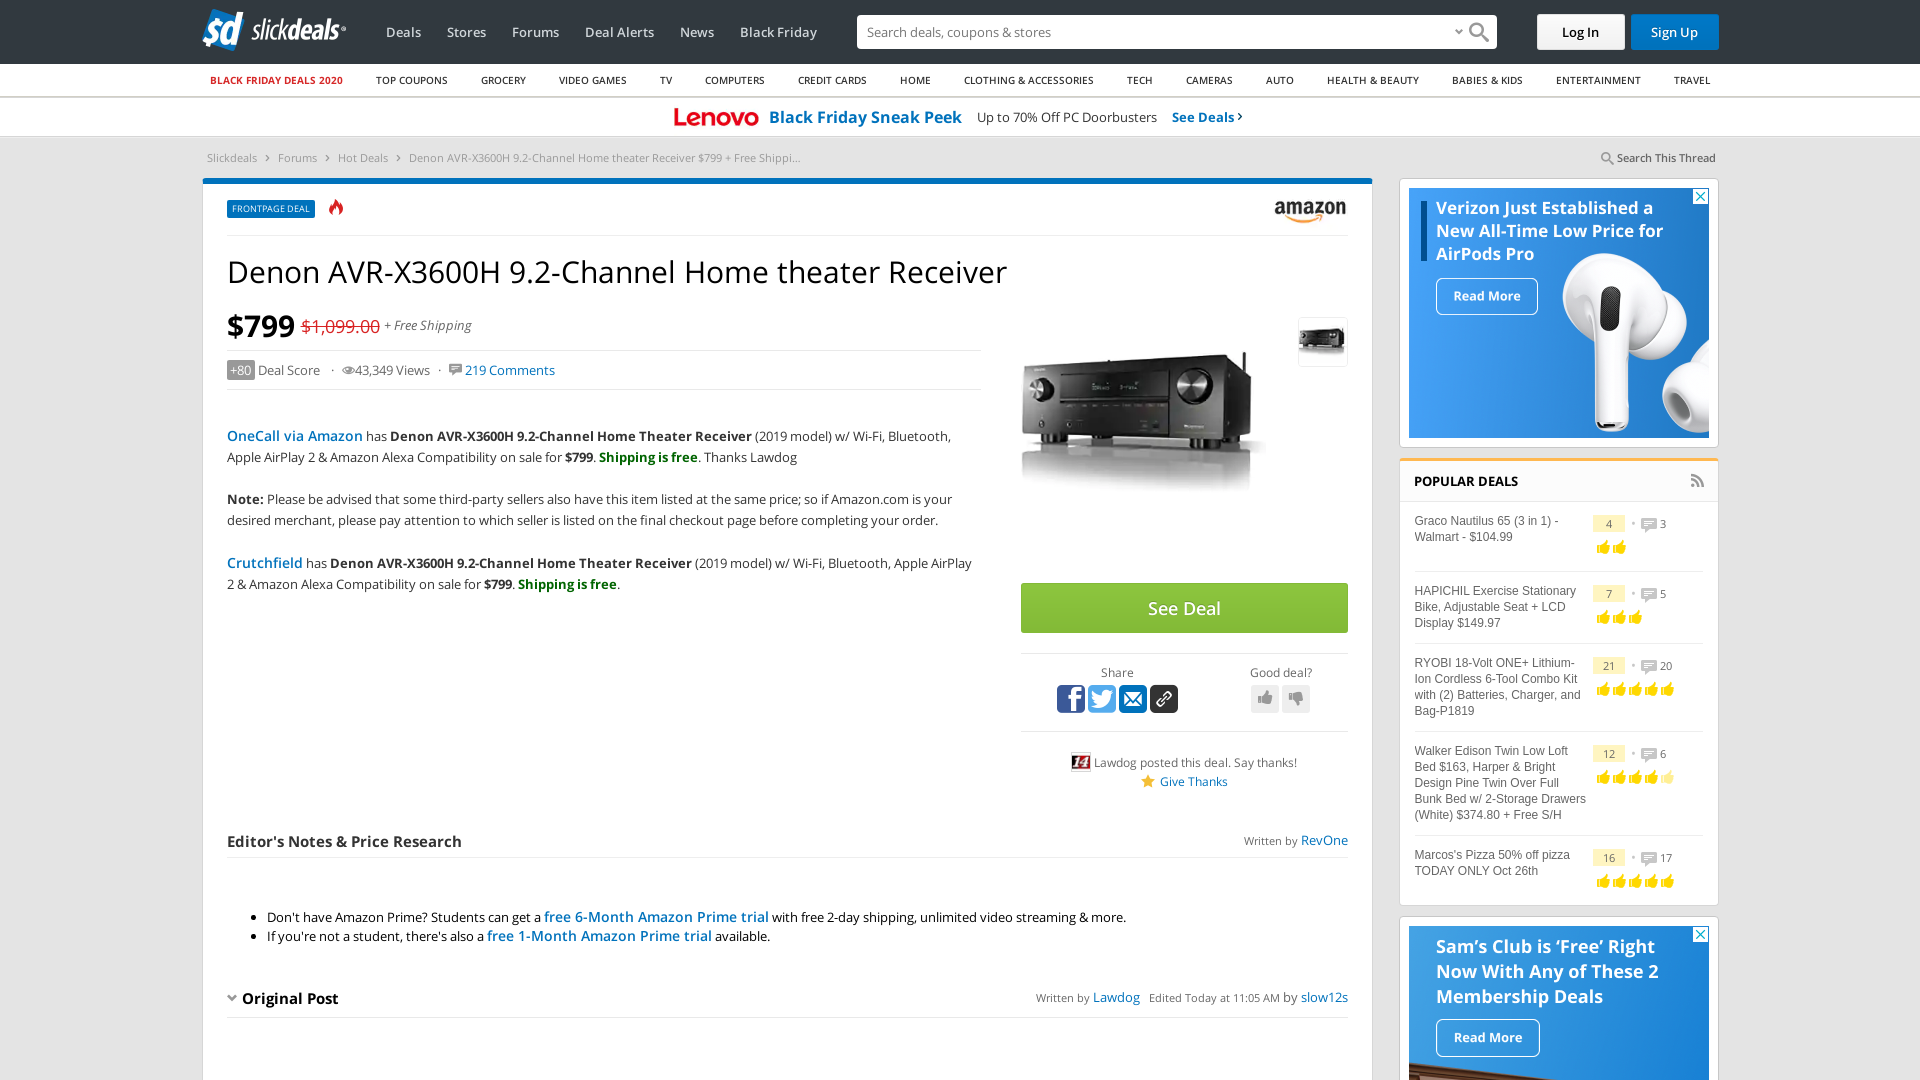 sd slickdeals
Deals Stores Forums Deal Alerts News Black Friday
Search deals, coupons & stores
Log In Sign Up
BLACK FRIDAY DEALS 2020 TOP COUPONS GROCERY VIDEO GAMES TV COMPUTERS CREDIT CARDS HOME CLOTHING & ACCESSORIES TECH CAMERAS AUTO HEALTH & BEAUTY BABIES & KIDS ENTERTAINMENT TRAVEL
Lenovo Black Friday Sneak Peek Up to 70% Off PC Doorbusters See Deals
Slickdeals Forums Hot Deals Denon AVR-X3600H 9.2-Channel Home theater Receiver $799 + Free Shippi...
Search This Thread
FRONTPAGE DEAL
amazon
Denon AVR-X3600H 9.2-Channel Home theater Receiver
$799 $1,099.00 + Free Shipping
+80 Deal Score · 43,349 Views · 219 Comments
OneCall via Amazon has Denon AVR-X3600H 9.2-Channel Home Theater Receiver (2019 model) w/ Wi-Fi, Bluetooth,
Apple AirPlay 2 & Amazon Alexa Compatibility on sale for $799. Shipping is free. Thanks Lawdog
Note: Please be advised that some third-party sellers also have this item listed at the same price; so if Amazon.com is your
desired merchant, please pay attention to which seller is listed on the final checkout page before completing your order.
Crutchfield has Denon AVR-X3600H 9.2-Channel Home Theater Receiver (2019 model) w/ Wi-Fi, Bluetooth, Apple AirPlay
2 & Amazon Alexa Compatibility on sale for $799. Shipping is free.
See Deal
Share
Good deal?
14 Lawdog posted this deal. Say thanks!
Give Thanks
Editor's Notes & Price Research
Written by RevOne
Don't have Amazon Prime? Students can get a free 6-Month Amazon Prime trial with free 2-day shipping, unlimited video streaming & more.
If you're not a student, there's also a free 1-Month Amazon Prime trial available.
Original Post
Written by Lawdog Edited Today at 11:05 AM by slow12s
Verizon Just Established a
New All-Time Low Price for
AirPods Pro
Read More
POPULAR DEALS
Graco Nautilus 65 (3 in 1) -
Walmart - $104.99
4 • 3
HAPICHIL Exercise Stationary
Bike, Adjustable Seat + LCD
Display $149.97
7 • 5
RYOBI 18-Volt ONE+ Lithium-
Ion Cordless 6-Tool Combo Kit
with (2) Batteries, Charger, and
Bag-P1819
21 • 20
Walker Edison Twin Low Loft
Bed $163, Harper & Bright
Design Pine Twin Over Full
Bunk Bed w/ 2-Storage Drawers
(White) $374.80 + Free S/H
12 • 6
Marcos's Pizza 50% off pizza
TODAY ONLY Oct 26th
16 • 17
Sam's Club is 'Free' Right
Now With Any of These 2
Membership Deals
Read More